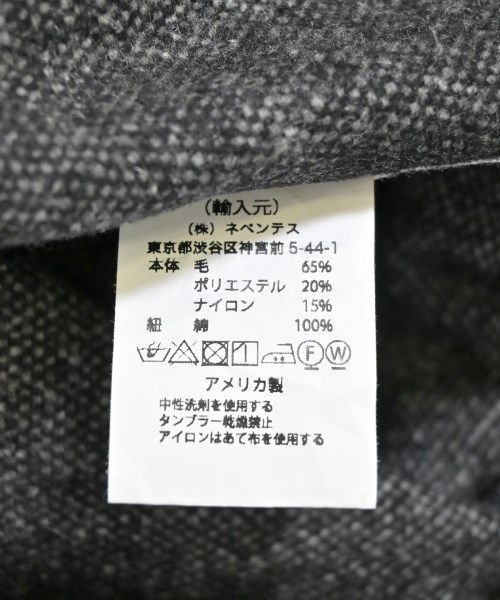 （輸入元）
（株）ネペンテス
東京都渋谷区神宮前 5-44-1
本体 毛 65%
ポリエステル 20%
ナイロン 15%
紐 綿 100%
F W
アメリカ製
中性洗剤を使用する
タンブラー乾燥禁止
アイロンはあて布を使用する